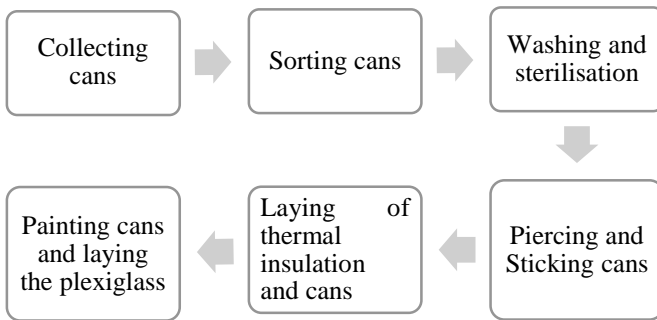 Collecting
cans
Sorting cans
Washing and
sterilisation
Piercing and
Sticking cans
Laying of
thermal
insulation
and cans
Painting cans
and laying
the plexiglass